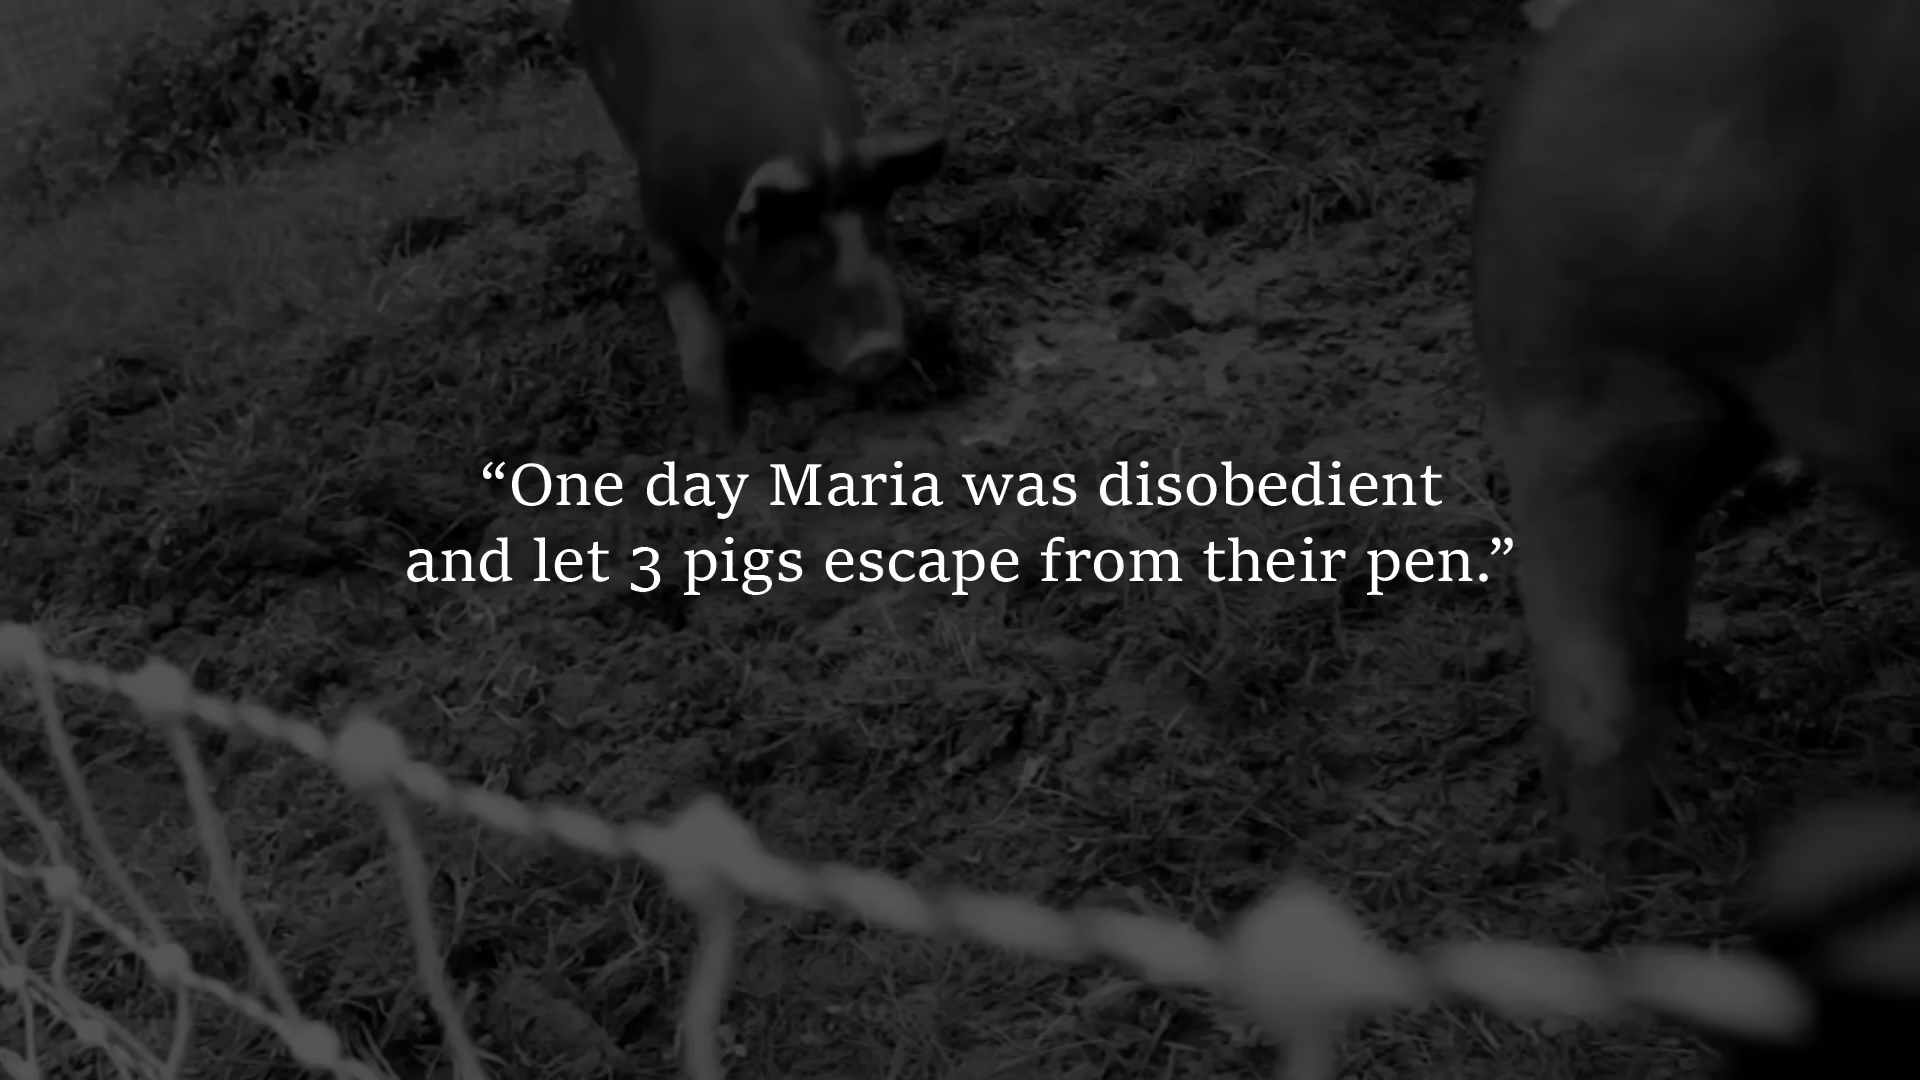 “One day Maria was disobedient
and let 3 pigs escape from their pen.”